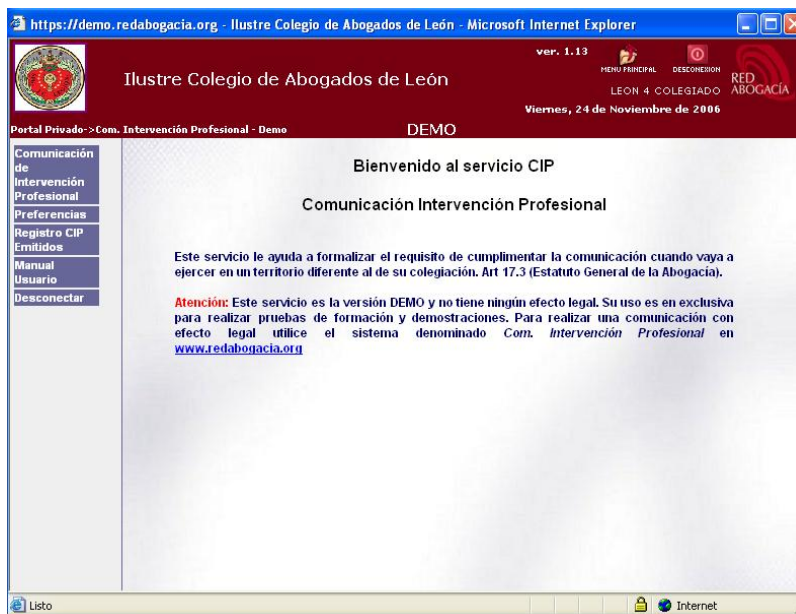 https://demo.redabogacia.org - Ilustre Colegio de Abogados de León - Microsoft Internet Explorer
ver. 1.13
MENU PRINCIPAL
DESCONEXION
Ilustre Colegio de Abogados de León
LEON 4 COLEGIADO
RED
ABOGACÍA
Viernes, 24 de Noviembre de 2006
Portal Privado->Com. Intervención Profesional - Demo
DEMO
Comunicación
de
Intervención
Profesional
Preferencias
Registro CIP
Emitidos
Manual
Usuario
Desconectar
Bienvenido al servicio CIP
Comunicación Intervención Profesional
Este servicio le ayuda a formalizar el requisito de cumplimentar la comunicación cuando vaya a
ejercer en un territorio diferente al de su colegiación. Art 17.3 (Estatuto General de la Abogacía).
Atención: Este servicio es la versión DEMO y no tiene ningún efecto legal. Su uso es en exclusiva
para realizar pruebas de formación y demostraciones. Para realizar una comunicación con
efecto legal utilice el sistema denominado Com. Intervención Profesional en
www.redabogacia.org
Listo
Internet